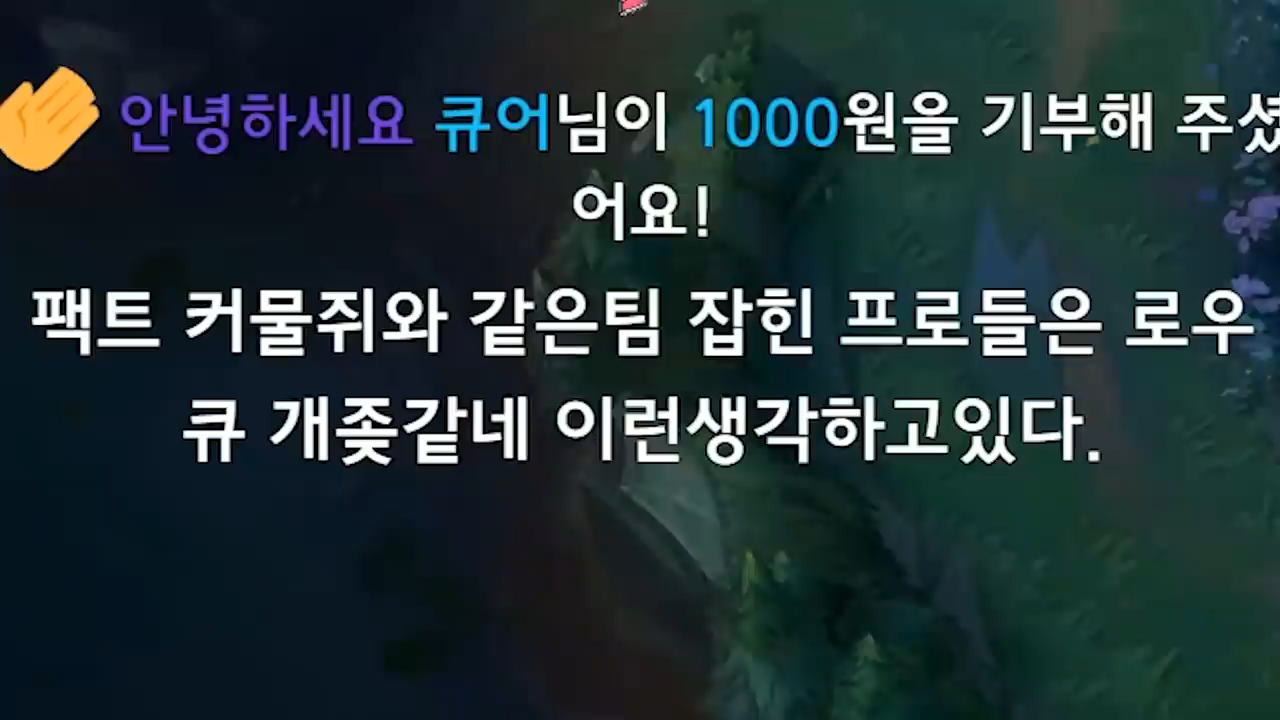 안녕하세요 큐어님이 1000원을 기부해 주셨
어요!
팩트 커물쥐와 같은팀 잡힌 프로들은 로우
큐 개좆같네 이런생각하고있다.